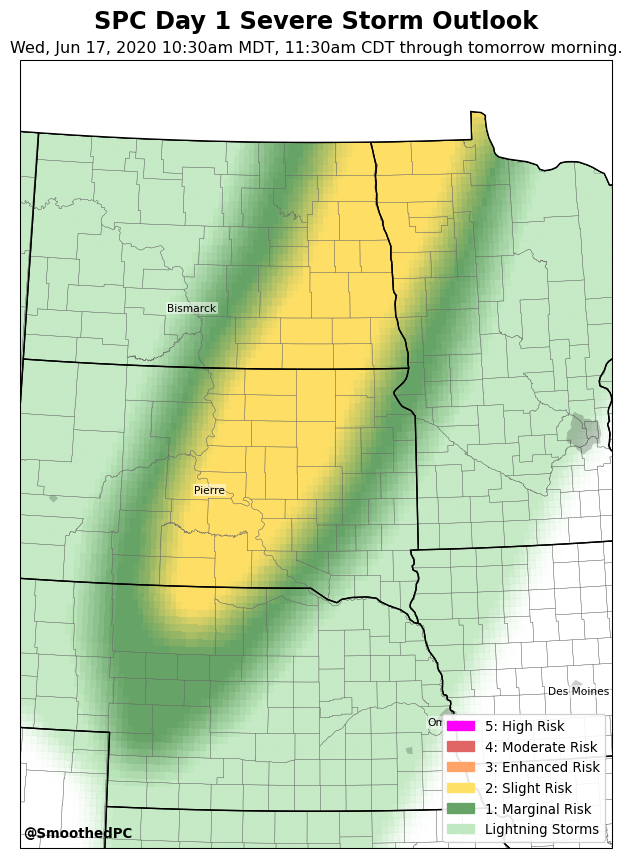 SPC Day 1 Severe Storm Outlook
Wed, Jun 17, 2020 10:30am MDT, 11:30am CDT through tomorrow morning.
Bismarck
Pierre
Des Moines
Om
5: High Risk
4: Moderate Risk
3: Enhanced Risk
2: Slight Risk
1: Marginal Risk
Lightning Storms
@SmoothedPC